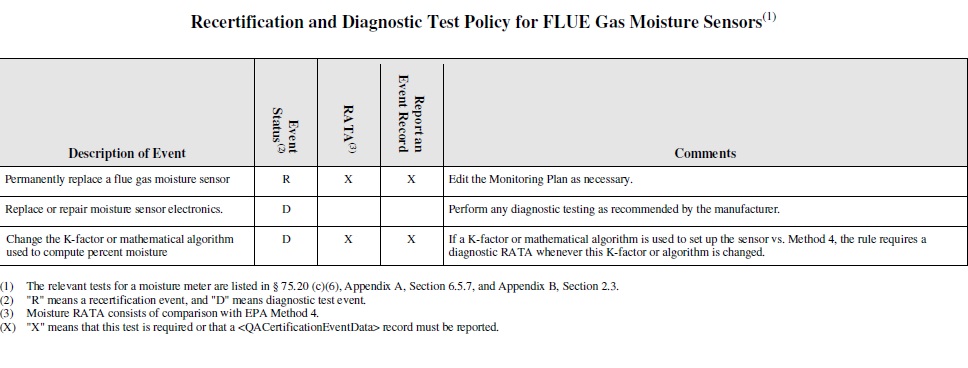 Recertification and Diagnostic Test Policy for FLUE Gas Moisture Sensors(1)
Description of Event
Event
Status(2)
RATA(3)
Report an
Event Record
Comments
Permanently replace a flue gas moisture sensor R X X Edit the Monitoring Plan as necessary.
Replace or repair moisture sensor electronics. D Perform any diagnostic testing as recommended by the manufacturer.
Change the K-factor or mathematical algorithm D X X If a K-factor or mathematical algorithm is used to set up the sensor vs. Method 4, the rule requires a
used to compute percent moisture diagnostic RATA whenever this K-factor or algorithm is changed.
(1) The relevant tests for a moisture meter are listed in § 75.20 (c)(6), Appendix A, Section 6.5.7, and Appendix B, Section 2.3.
(2) "R" means a recertification event, and "D" means diagnostic test event.
(3) Moisture RATA consists of comparison with EPA Method 4.
(X) "X" means that this test is required or that a <QACertificationEventData> record must be reported.